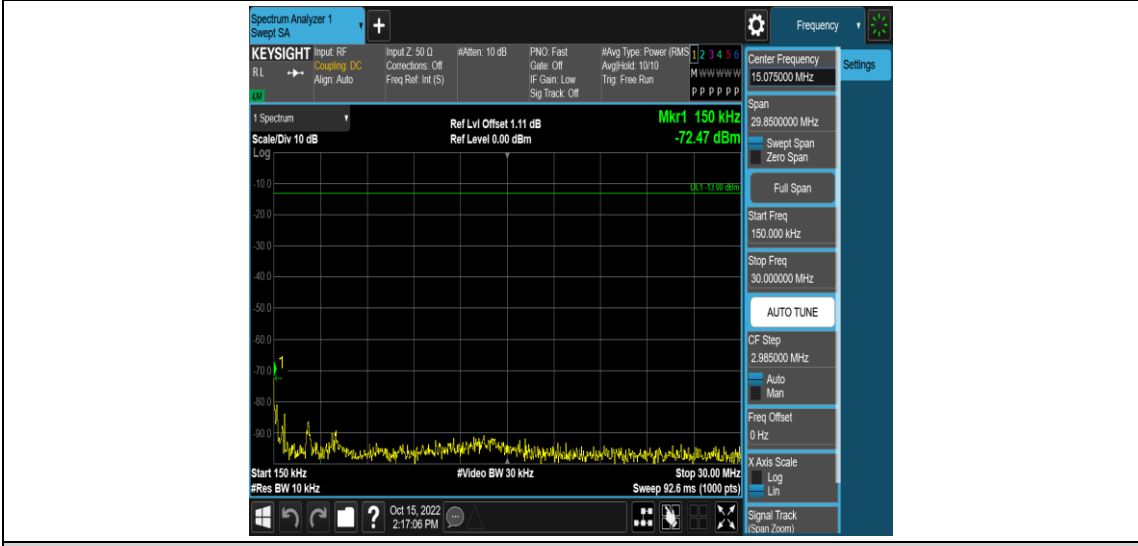 Spectrum Analyzer 1
Swept SA
+
Frequency
KEYSIGHT
RL
LXI
Input: RF
Coupling: DC
Align: Auto
Input Z: 50 Ω
Corrections: Off
Freq Ref: Int (S)
#Atten: 10 dB
PNO: Fast
Gate: Off
IF Gain: Low
Sig Track: Off
#Avg Type: Power (RMS
Avg|Hold: 10/10
Trig: Free Run
1 2 3 4 5 6
M W W W W W
P P P P P P
1 Spectrum
Scale/Div 10 dB
Log
Ref Lvl Offset 1.11 dB
Ref Level 0.00 dBm
Mkr1 150 kHz
-72.47 dBm
DL1 -13.00 dBm
-10.0
-20.0
-30.0
-40.0
-50.0
-60.0
-70.0
-80.0
-90.0
1
Start 150 kHz
#Res BW 10 kHz
#Video BW 30 kHz
Stop 30.00 MHz
Sweep 92.6 ms (1000 pts)
?
Oct 15, 2022
2:17:06 PM
Center Frequency
15.075000 MHz
Settings
Span
29.8500000 MHz
Swept Span
Zero Span
Full Span
Start Freq
150.000 kHz
Stop Freq
30.000000 MHz
AUTO TUNE
CF Step
2.985000 MHz
Auto
Man
Freq Offset
0 Hz
X Axis Scale
Log
Lin
Signal Track
(Span Zoom)